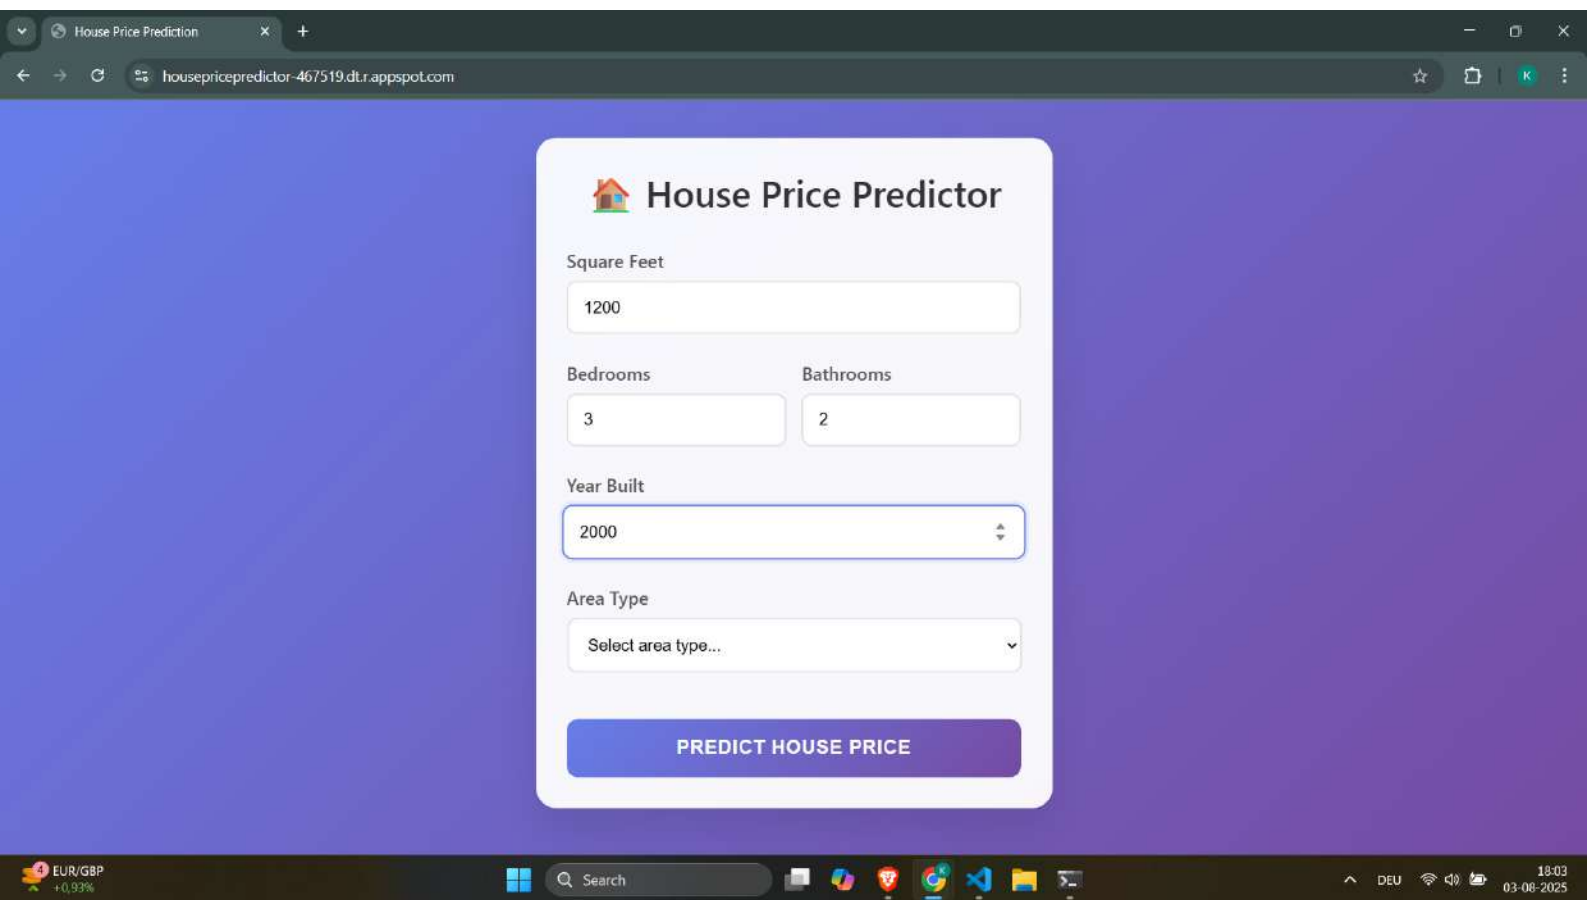 House Price Prediction
housepricepredictor-467519.dt.r.appspot.com
K
House Price Predictor
Square Feet
1200
Bedrooms Bathrooms
3 2
Year Built
2000
Area Type
Select area type...
PREDICT HOUSE PRICE
4 EUR/GBP
+0,93%
Search
DEU
18:03
03-08-2025